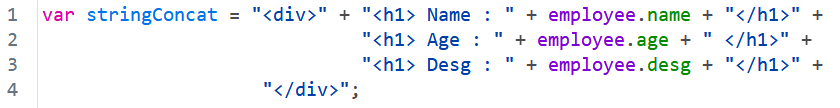 1 var stringConcat = "<div>" + "<h1> Name : " + employee.name + "</h1>" +
2 "<h1> Age : " + employee.age + " </h1>" +
3 "<h1> Desg : " + employee.desg + "</h1>" +
4 "</div>";